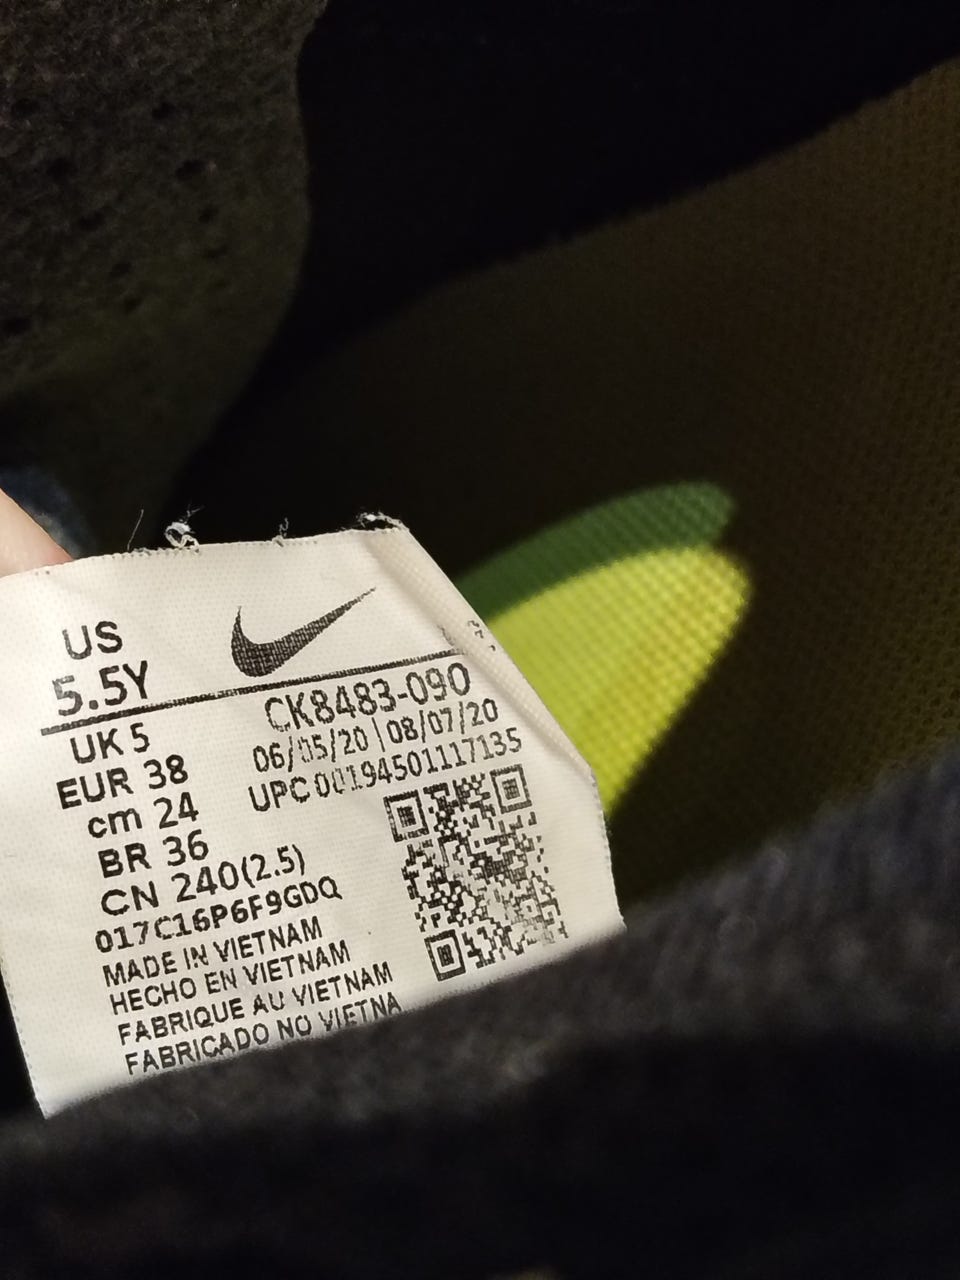 US
5.5Y
UK 5
EUR 38
cm 24
BR 36
CN 240(2.5)
017C16P6F9GDQ
MADE IN VIETNAM
HECHO EN VIETNAM
FABRIQUE AU VIETNAM
FABRICADO NO VIETNA
CK8483-090
06/05/20 | 08/07/20
UPC 00194501117135